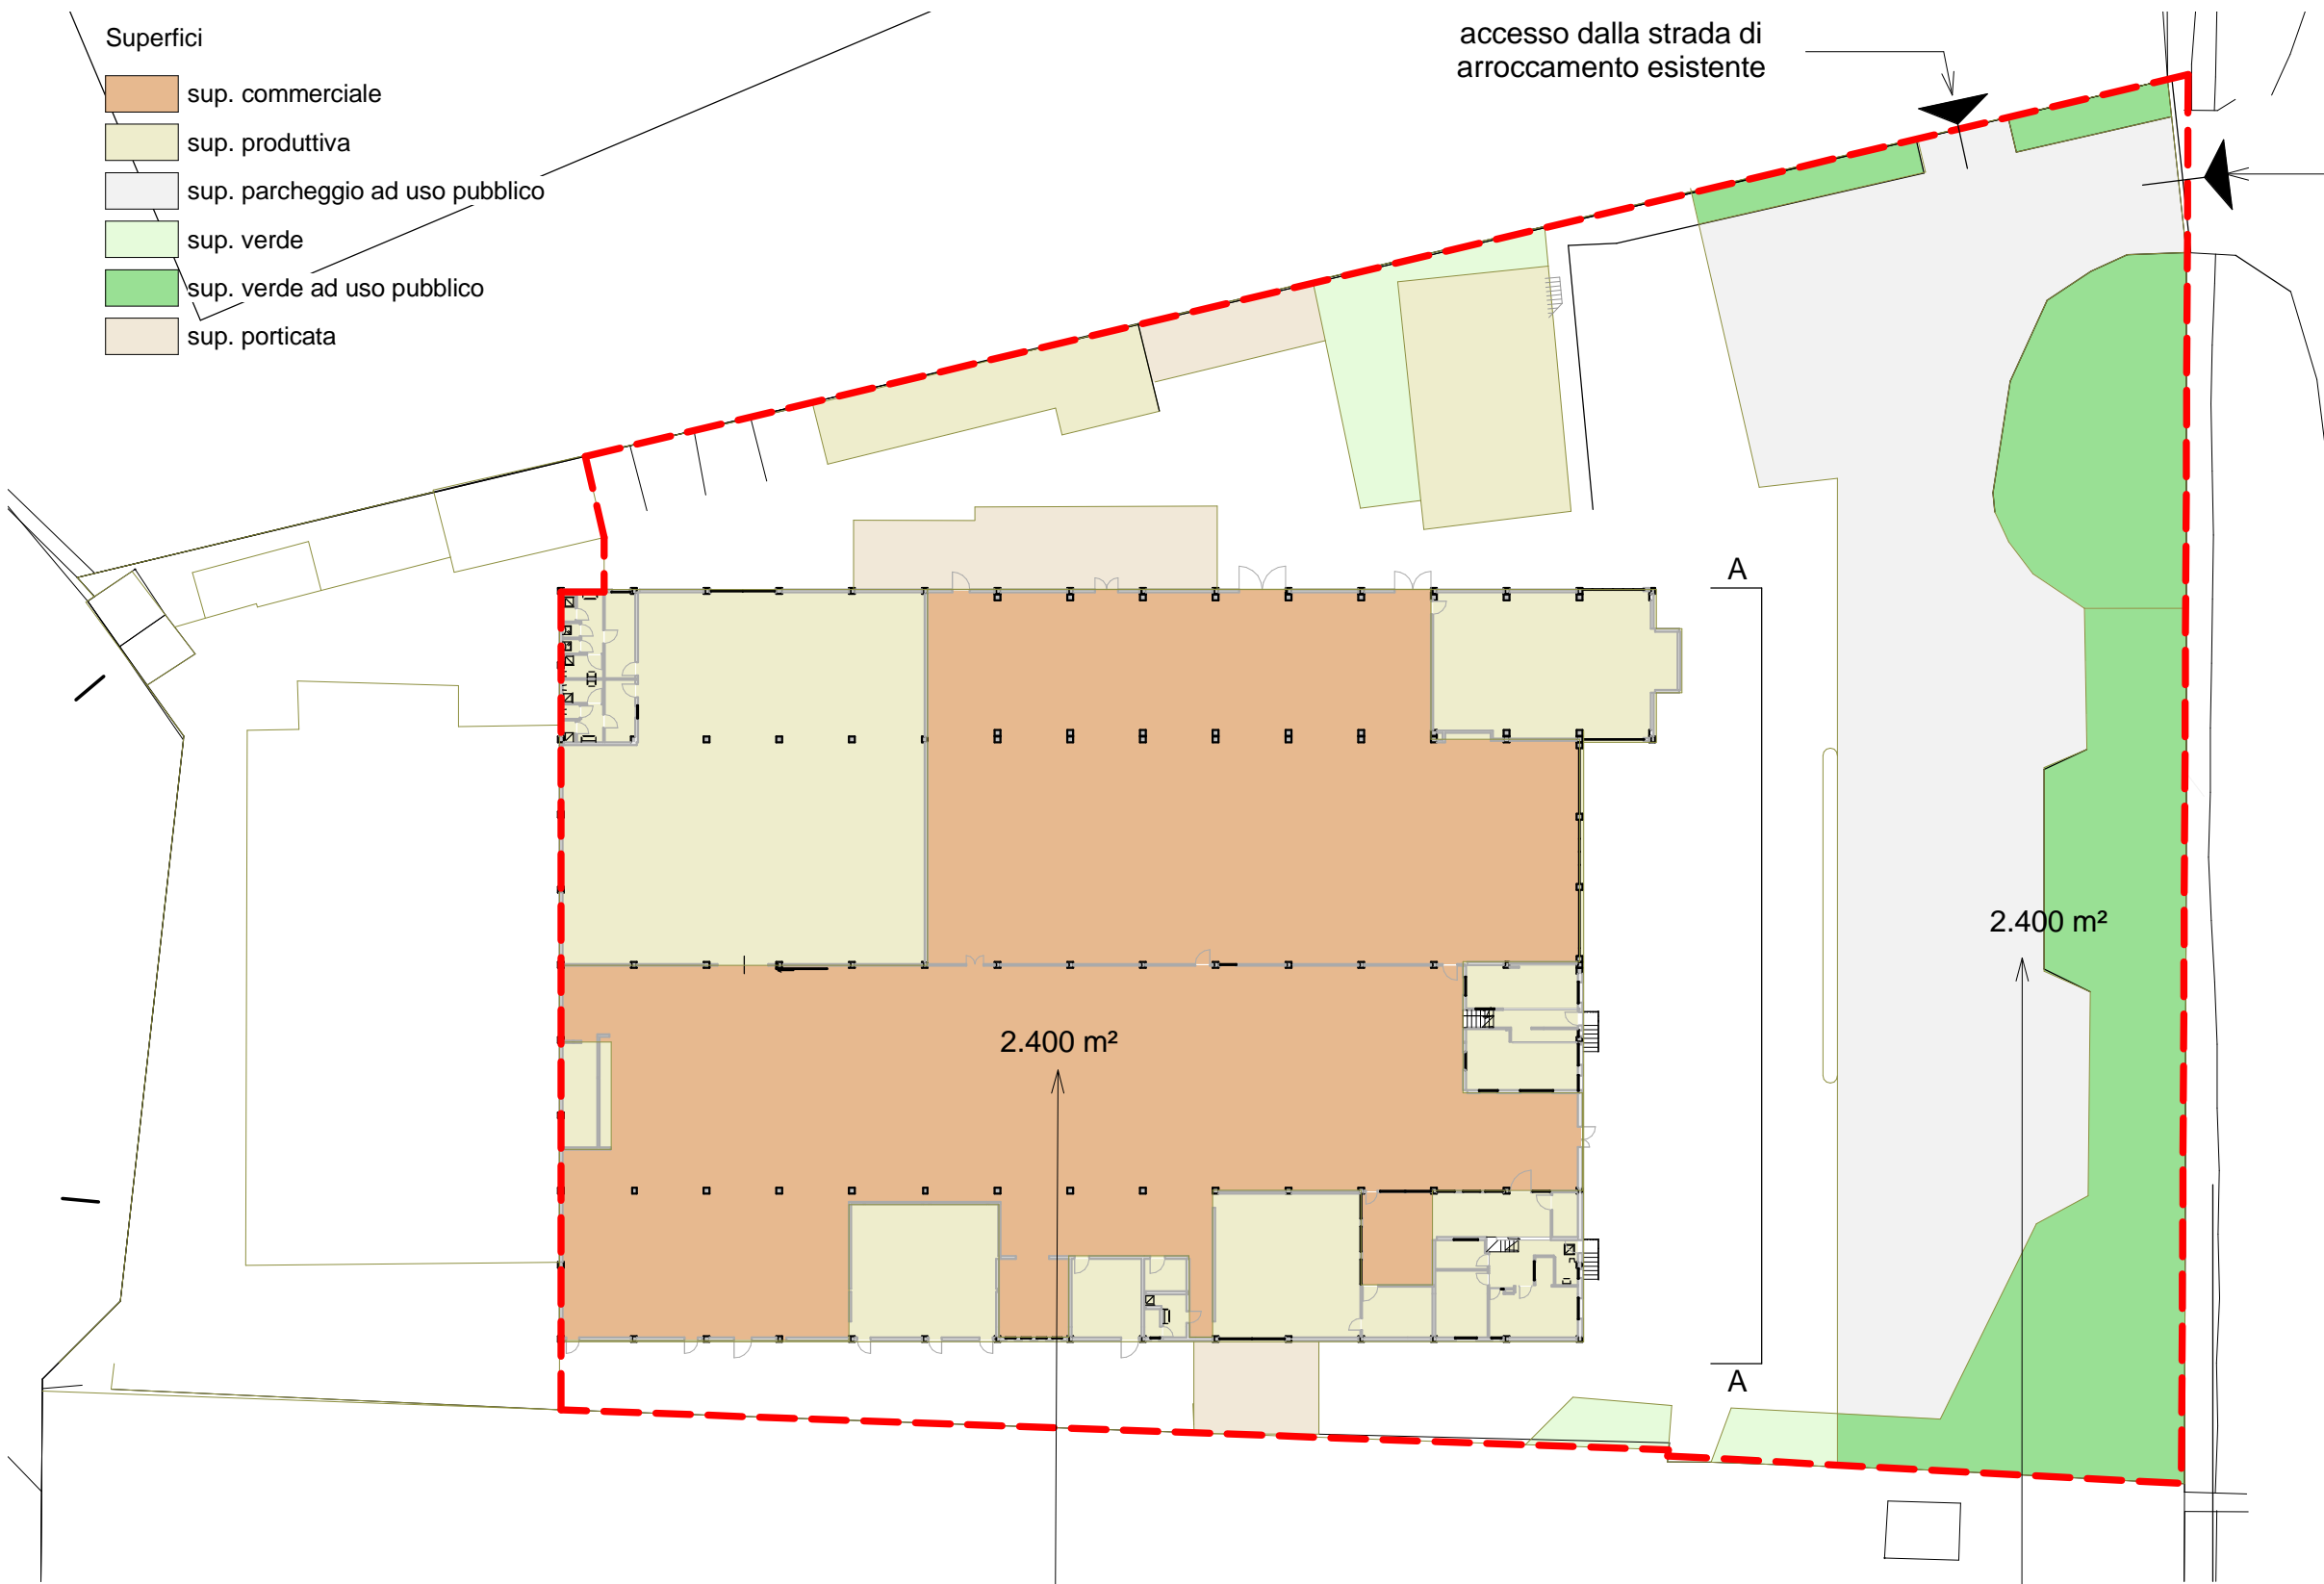 Superfici
sup. commerciale
sup. produttiva
sup. parcheggio ad uso pubblico
sup. verde
sup. verde ad uso pubblico
sup. porticata
accesso dalla strada di
arroccamento esistente
A
2.400 m²
2.400 m²
A